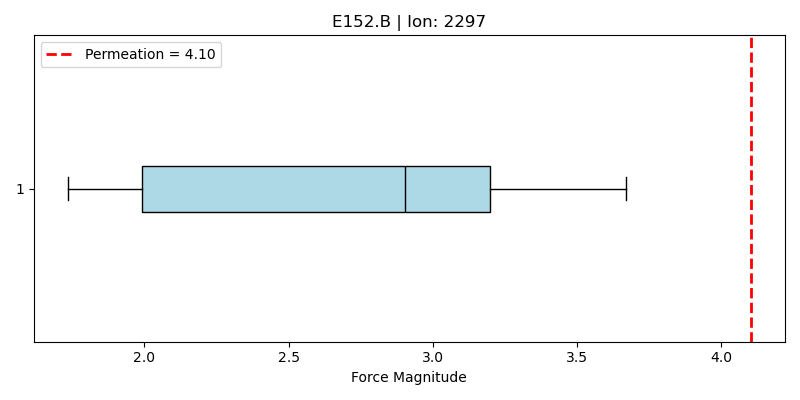 E152.B | Ion: 2297
Permeation = 4.10
1
2.0 2.5 3.0 3.5 4.0
Force Magnitude